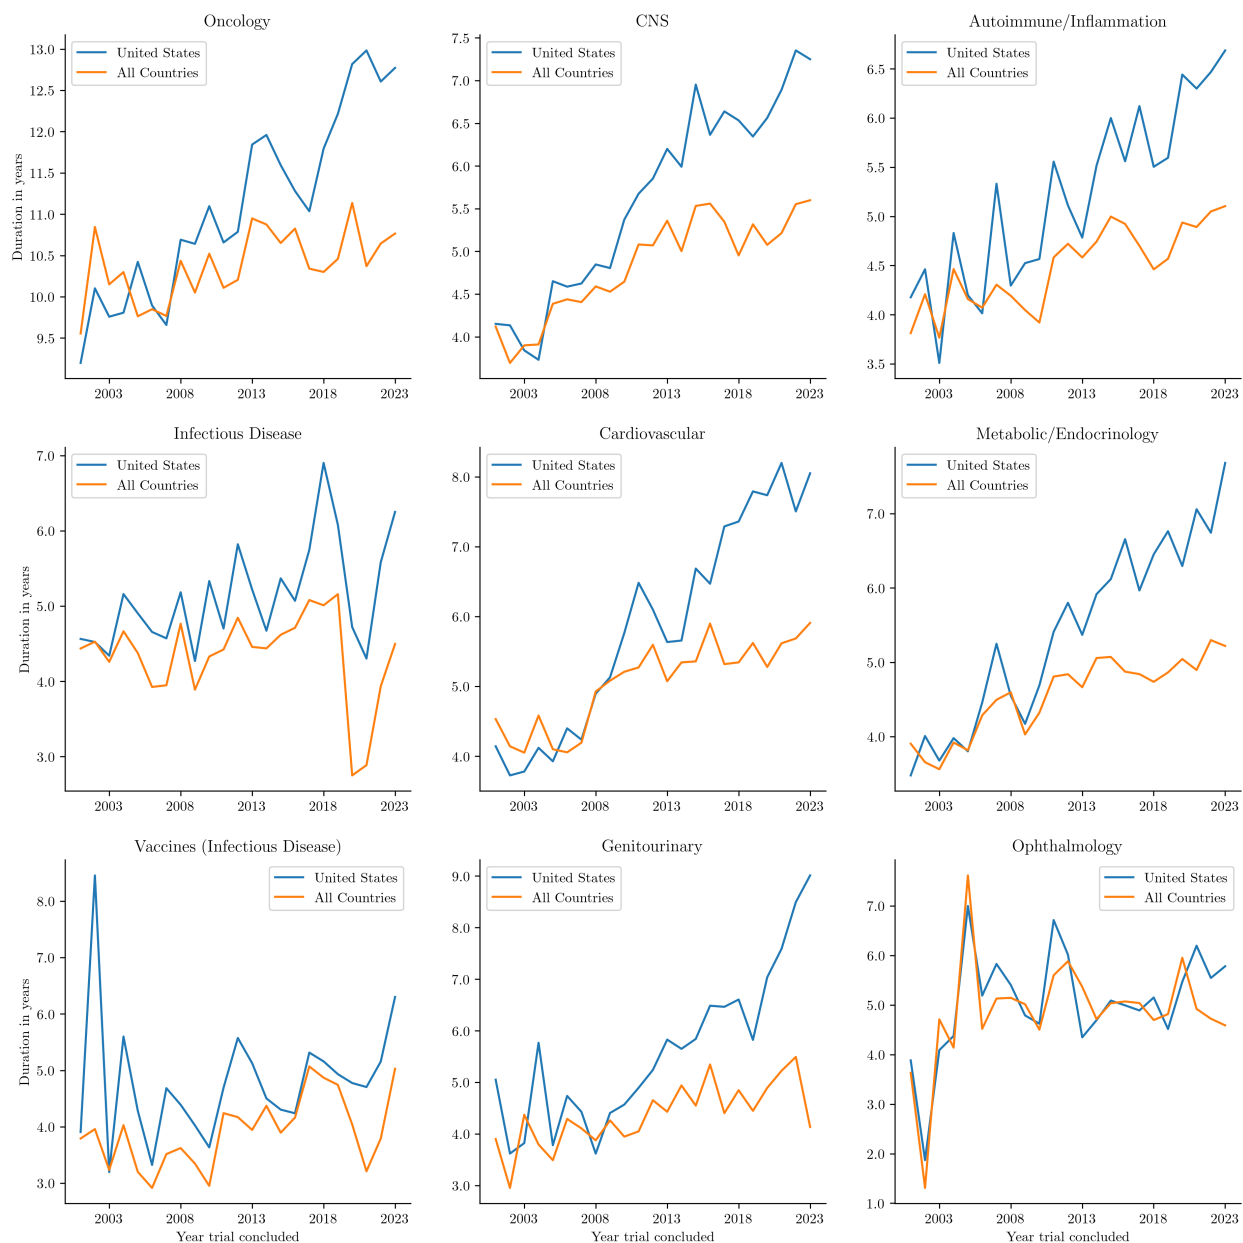 Oncology
United States
All Countries
13.0
12.5
12.0
11.5
11.0
10.5
10.0
9.5
Duration in years
2003 2008 2013 2018 2023
CNS
United States
All Countries
7.5
7.0
6.5
6.0
5.5
5.0
4.5
4.0
2003 2008 2013 2018 2023
Autoimmune/Inflammation
United States
All Countries
6.5
6.0
5.5
5.0
4.5
4.0
3.5
2003 2008 2013 2018 2023
Infectious Disease
United States
All Countries
7.0
6.0
5.0
4.0
3.0
Duration in years
2003 2008 2013 2018 2023
Cardiovascular
United States
All Countries
8.0
7.0
6.0
5.0
4.0
2003 2008 2013 2018 2023
Metabolic/Endocrinology
United States
All Countries
7.0
6.0
5.0
4.0
2003 2008 2013 2018 2023
Vaccines (Infectious Disease)
United States
All Countries
8.0
7.0
6.0
5.0
4.0
3.0
Duration in years
2003 2008 2013 2018 2023
Year trial concluded
Genitourinary
United States
All Countries
9.0
8.0
7.0
6.0
5.0
4.0
3.0
2003 2008 2013 2018 2023
Year trial concluded
Ophthalmology
United States
All Countries
7.0
6.0
5.0
4.0
3.0
2.0
1.0
2003 2008 2013 2018 2023
Year trial concluded